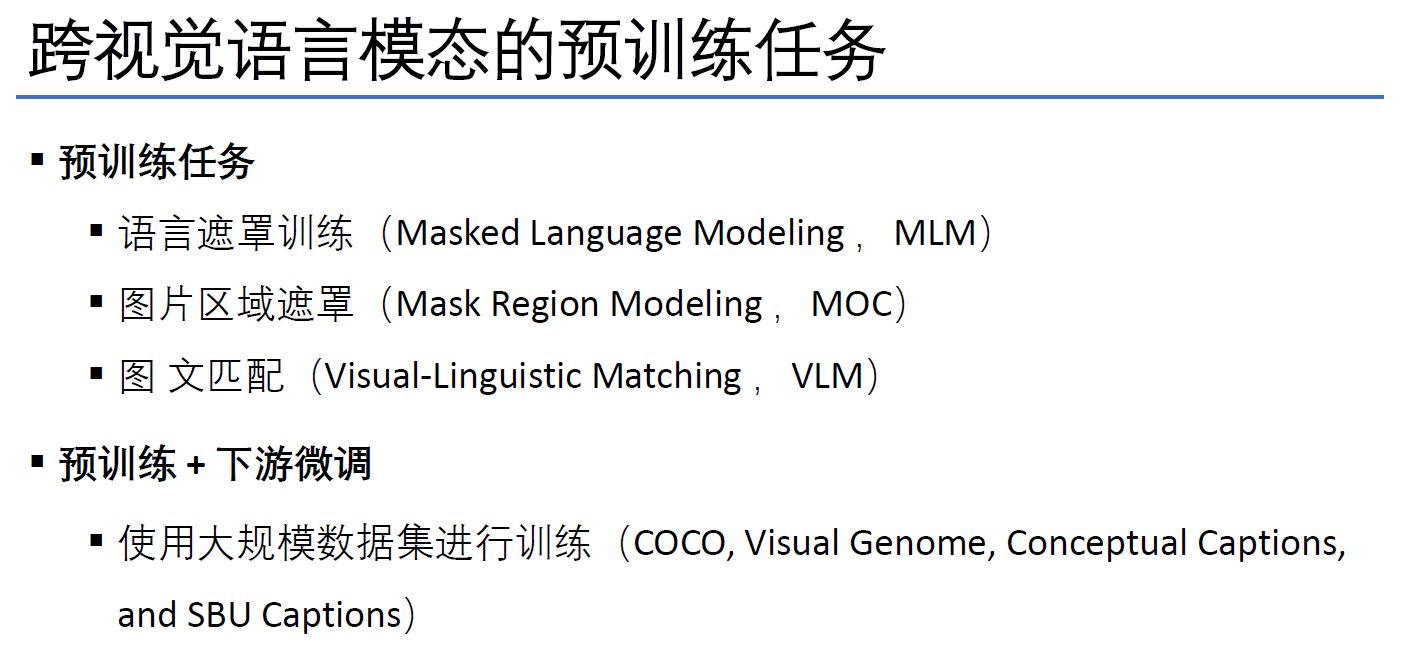 跨视觉语言模态的预训练任务
▪ 预训练任务
▪ 语言遮罩训练（Masked Language Modeling ， MLM）
▪ 图片区域遮罩（Mask Region Modeling ， MOC）
▪ 图 文匹配（Visual-Linguistic Matching ， VLM）
▪ 预训练 + 下游微调
▪ 使用大规模数据集进行训练（COCO, Visual Genome, Conceptual Captions,
and SBU Captions）